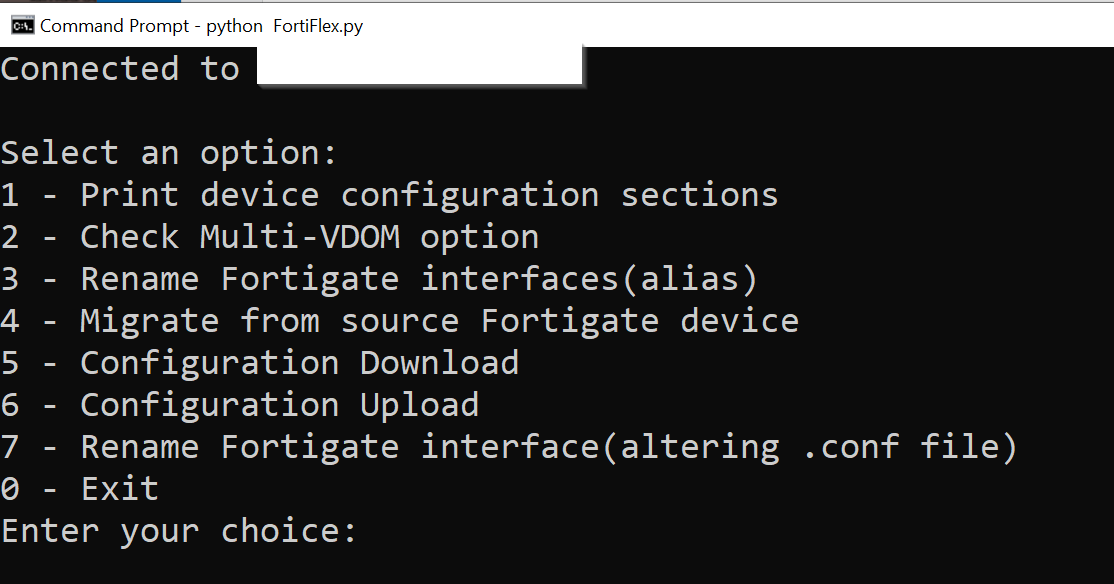 Command Prompt - python  FortiFlex.py
Connected to
Select an option:
1 - Print device configuration sections
2 - Check Multi-VDOM option
3 - Rename Fortigate interfaces(alias)
4 - Migrate from source Fortigate device
5 - Configuration Download
6 - Configuration Upload
7 - Rename Fortigate interface(altering .conf file)
0 - Exit
Enter your choice: